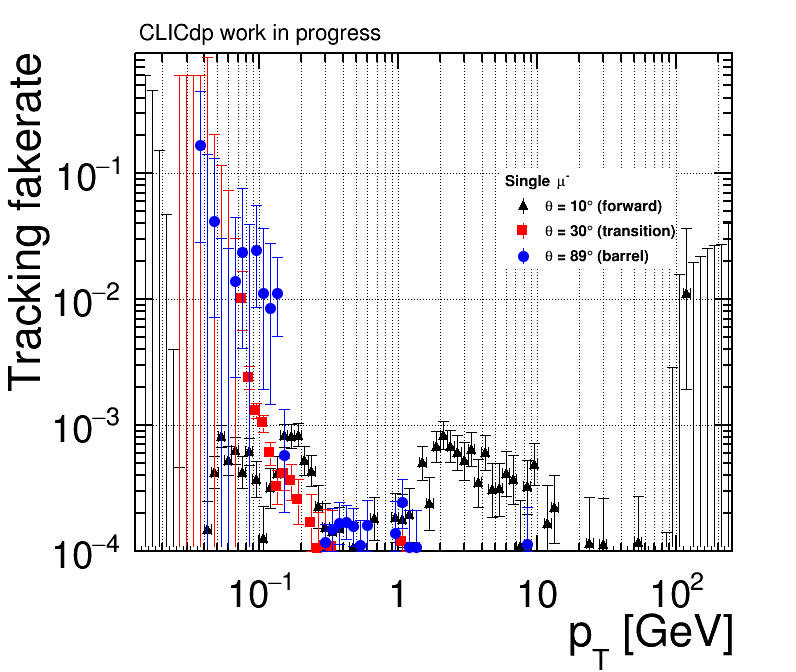 CLICdp work in progress
Tracking fakerate
10⁻¹
10⁻²
10⁻³
10⁻⁴
Single μ⁻
θ = 10° (forward)
θ = 30° (transition)
θ = 89° (barrel)
10⁻¹
1
10
10²
p_T [GeV]